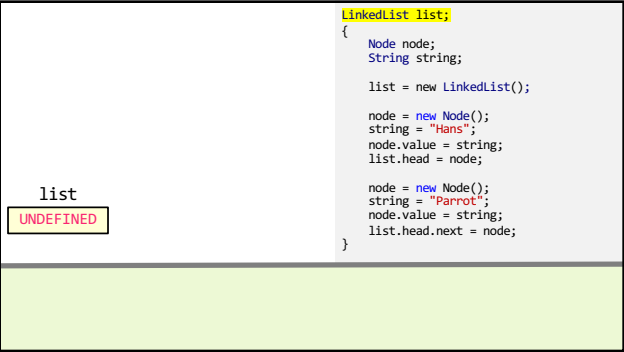 LinkedList list;
{
    Node node;
    String string;
    list = new LinkedList();
    node = new Node();
    string = "Hans";
    node.value = string;
    list.head = node;
    node = new Node();
    string = "Parrot";
    node.value = string;
    list.head.next = node;
}
list
UNDEFINED